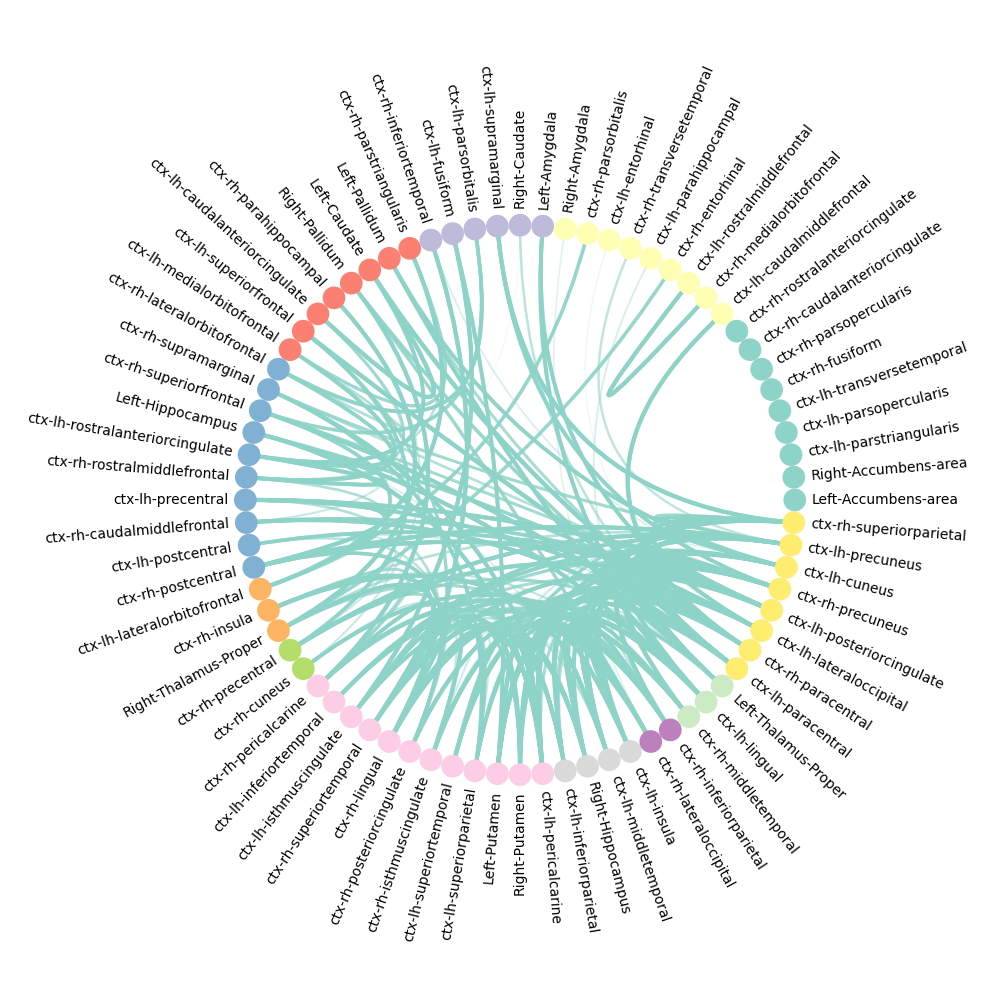 ctx-lh-supramarginal
Right-Caudate
Left-Amygdala
Right-Amygdala
ctx-rh-parsorbitalis
ctx-lh-entorhinal
ctx-rh-transversetemporal
ctx-lh-parahippocampal
ctx-rh-entorhinal
ctx-lh-rostralmiddlefrontal
ctx-rh-medialorbitofrontal
ctx-lh-caudalmiddlefrontal
ctx-rh-rostralanteriorcingulate
ctx-rh-caudalanteriorcingulate
ctx-rh-parsopercularis
ctx-rh-fusiform
ctx-lh-transversetemporal
ctx-lh-parsopercularis
ctx-lh-parstriangularis
Right-Accumbens-area
Left-Accumbens-area
ctx-rh-superiorparietal
ctx-lh-precuneus
ctx-lh-cuneus
ctx-rh-precuneus
ctx-lh-posteriorcingulate
ctx-lh-lateraloccipital
ctx-rh-paracentral
ctx-lh-paracentral
Left-Thalamus-Proper
ctx-lh-lingual
ctx-rh-middletemporal
ctx-rh-inferiorparietal
ctx-rh-lateraloccipital
ctx-lh-insula
ctx-lh-middletemporal
Right-Hippocampus
ctx-lh-inferiorparietal
ctx-lh-pericalcarine
Right-Putamen
Left-Putamen
ctx-lh-superiorparietal
ctx-lh-superiortemporal
ctx-rh-isthmuscingulate
ctx-rh-posteriorcingulate
ctx-rh-lingual
ctx-rh-superiortemporal
ctx-lh-isthmuscingulate
ctx-lh-inferiortemporal
ctx-rh-pericalcarine
ctx-rh-cuneus
ctx-rh-precentral
Right-Thalamus-Proper
ctx-rh-insula
ctx-lh-lateralorbitofrontal
ctx-rh-postcentral
ctx-lh-postcentral
ctx-rh-caudalmiddlefrontal
ctx-lh-precentral
ctx-rh-rostralmiddlefrontal
ctx-lh-rostralanteriorcingulate
Left-Hippocampus
ctx-rh-superiorfrontal
ctx-rh-supramarginal
ctx-rh-lateralorbitofrontal
ctx-lh-medialorbitofrontal
ctx-lh-superiorfrontal
ctx-lh-caudalanteriorcingulate
ctx-rh-parahippocampal
Right-Pallidum
Left-Caudate
Left-Pallidum
ctx-rh-parstriangularis
ctx-rh-inferiortemporal
ctx-lh-fusiform
ctx-lh-parsorbitalis